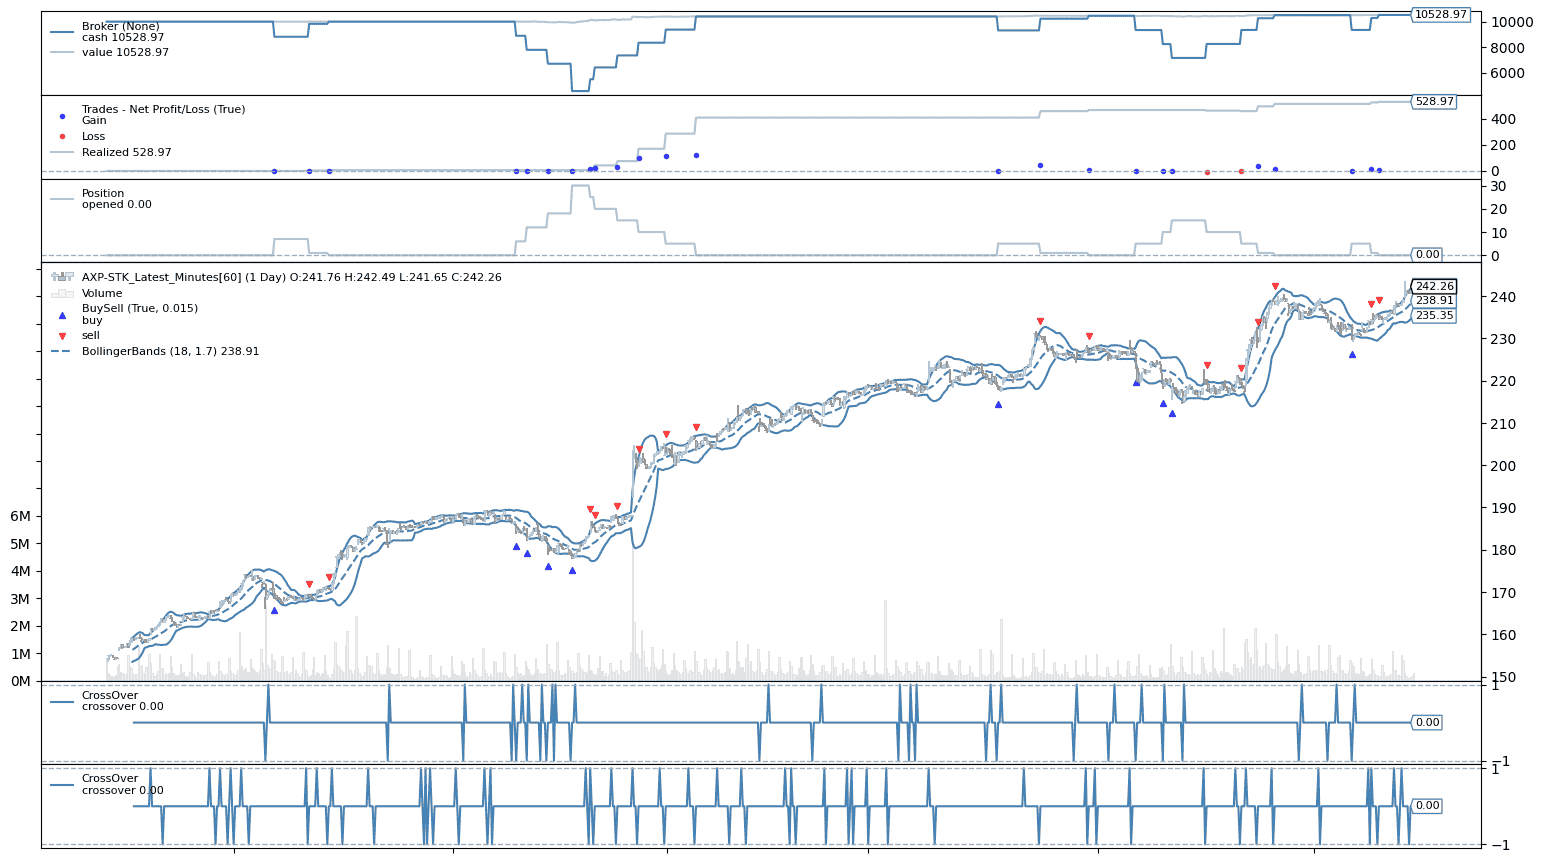 Broker (None)
cash 10528.97
value 10528.97
10528.97
10000
8000
6000
Trades - Net Profit/Loss (True)
Gain
Loss
Realized 528.97
528.97
400
200
0
Position
opened 0.00
30
20
10
0
0.00
AXP-STK_Latest_Minutes[60] (1 Day) O:241.76 H:242.49 L:241.65 C:242.26
Volume
BuySell (True, 0.015)
buy
sell
BollingerBands (18, 1.7) 238.91
242.26
238.91
235.35
240
230
220
210
200
190
180
170
160
150
6M
5M
4M
3M
2M
1M
0M
CrossOver
crossover 0.00
1
0.00
−1
CrossOver
crossover 0.00
1
0.00
−1